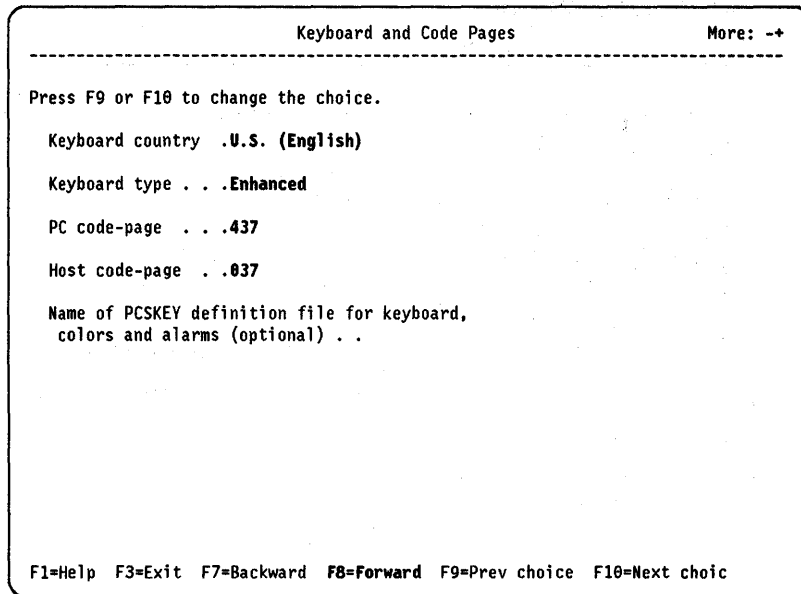 Keyboard and Code Pages More: -+
Press F9 or F10 to change the choice.
Keyboard country .U.S. (English)
Keyboard type . . .Enhanced
PC code-page . . .437
Host code-page . .037
Name of PCSKEY definition file for keyboard,
colors and alarms (optional) . .
F1=Help F3=Exit F7=Backward F8=Forward F9=Prev choice F10=Next choic